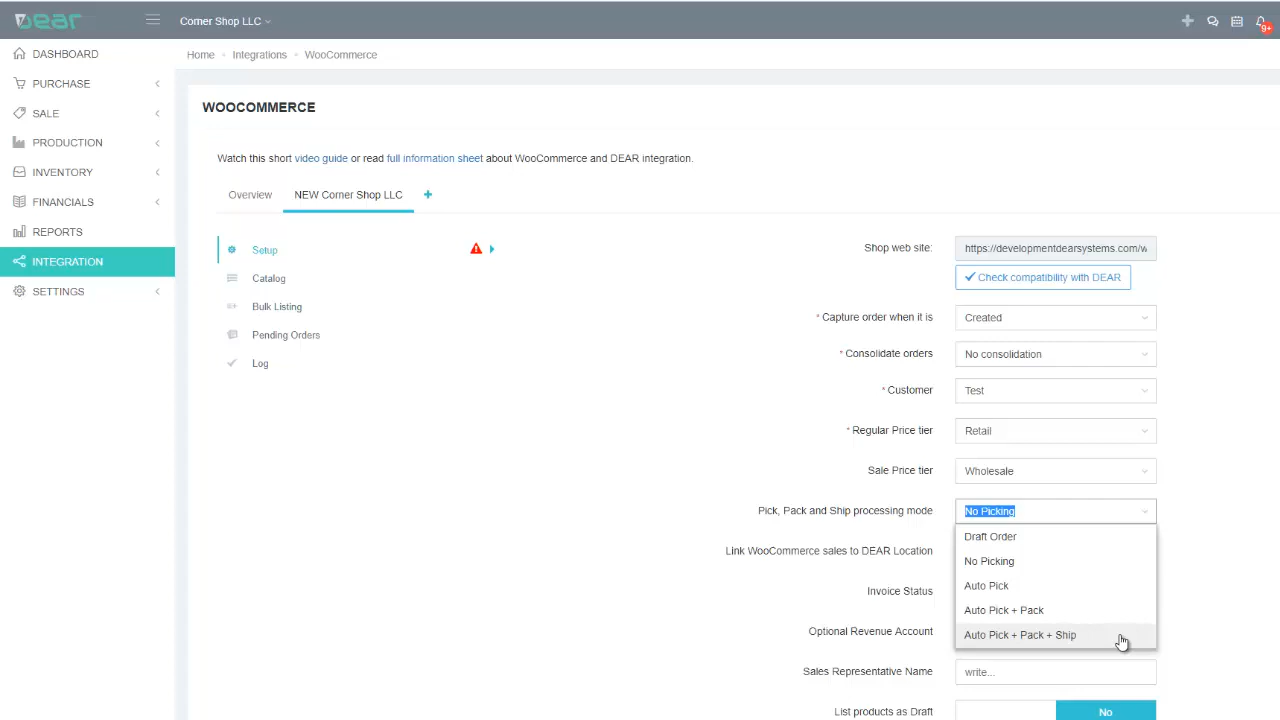 DEAR
Corner Shop LLC
9+
DASHBOARD
PURCHASE
SALE
PRODUCTION
INVENTORY
FINANCIALS
REPORTS
INTEGRATION
SETTINGS
Home
Integrations
WooCommerce
WOOCOMMERCE
Watch this short video guide or read full information sheet about WooCommerce and DEAR integration.
Overview
NEW Corner Shop LLC
+
Setup
Catalog
Bulk Listing
Pending Orders
Log
Shop web site:
https://developmentdearsystems.com/w
Check compatibility with DEAR
* Capture order when it is
Created
* Consolidate orders
No consolidation
* Customer
Test
* Regular Price tier
Retail
Sale Price tier
Wholesale
Pick, Pack and Ship processing mode
No Picking
Draft Order
No Picking
Auto Pick
Auto Pick + Pack
Auto Pick + Pack + Ship
Link WooCommerce sales to DEAR Location
Invoice Status
Optional Revenue Account
Sales Representative Name
write...
List products as Draft
No